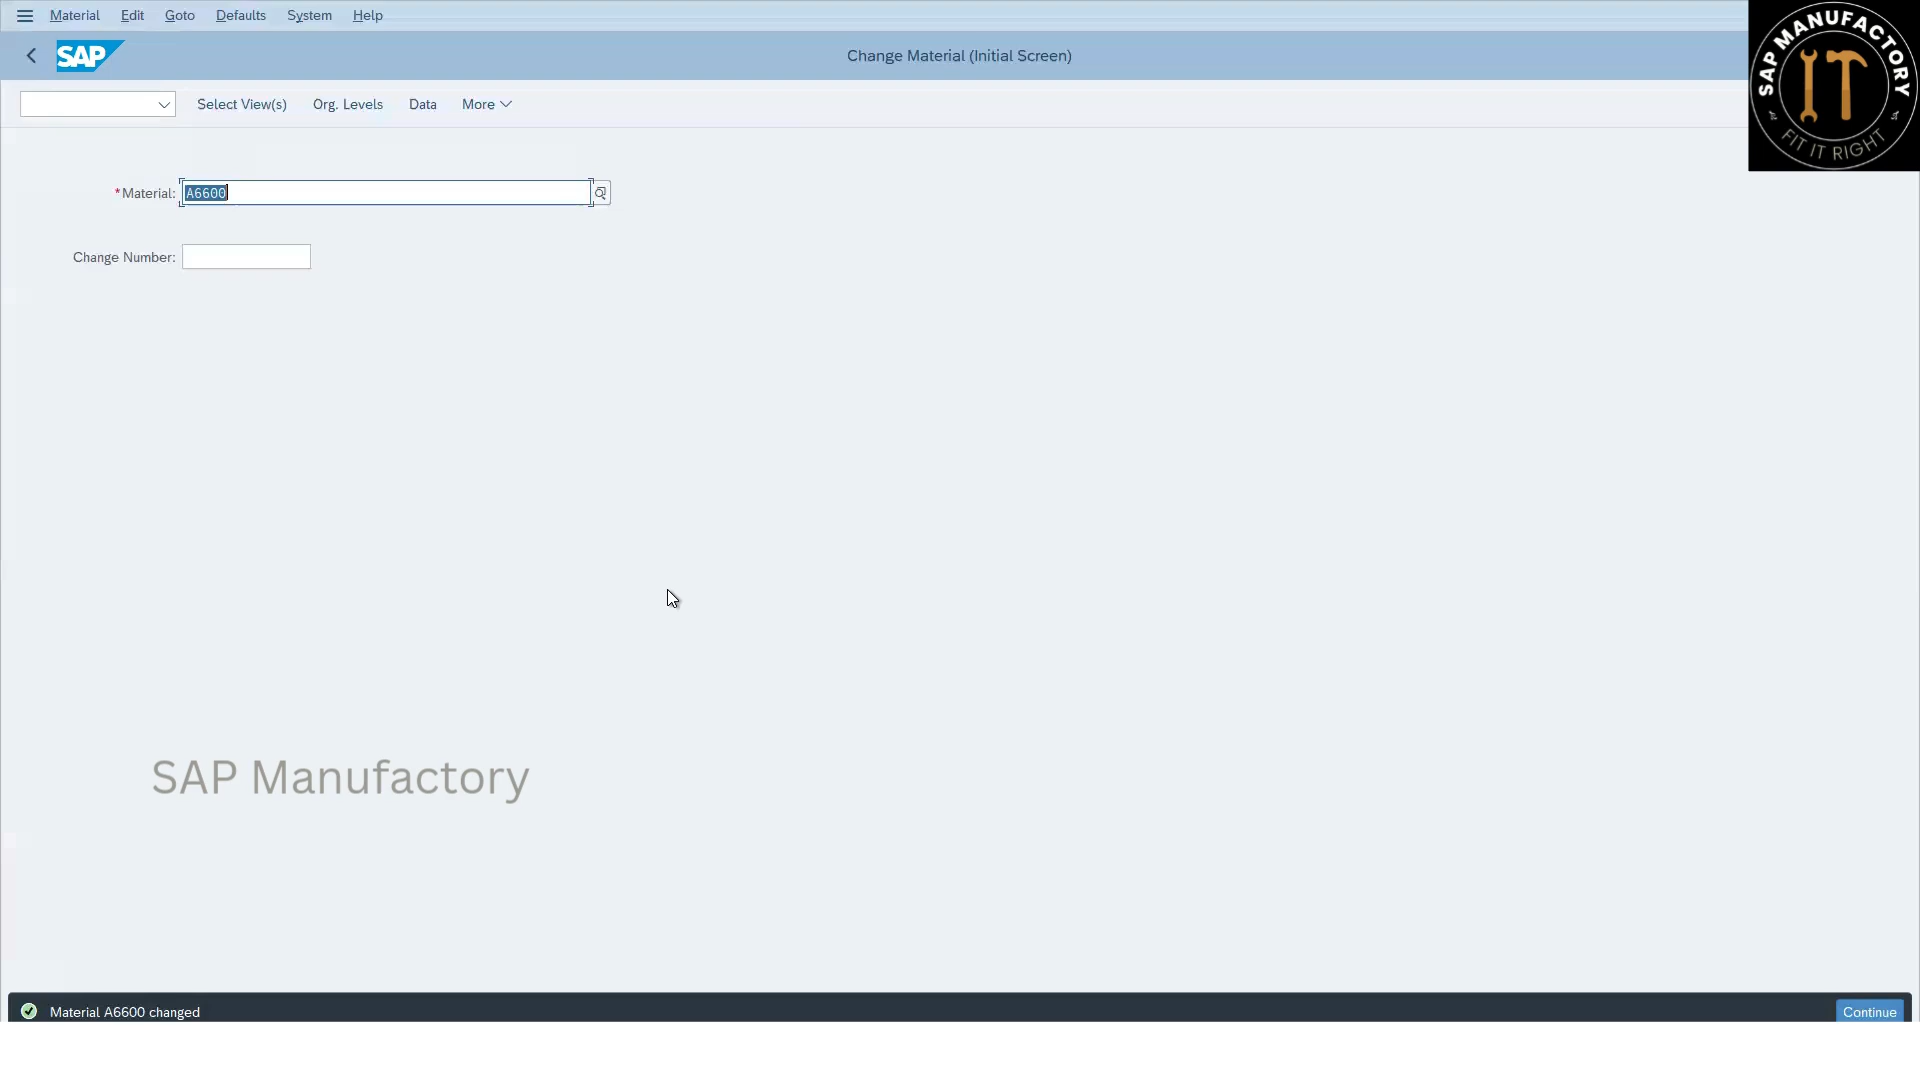 Material Edit Goto Defaults System Help
SAP Change Material (Initial Screen)
Select View(s) Org. Levels Data More
*Material: A6600
Change Number:
SAP Manufactory
Material A6600 changed Continue
SAP MANUFACTORY
IT
FIT IT RIGHT